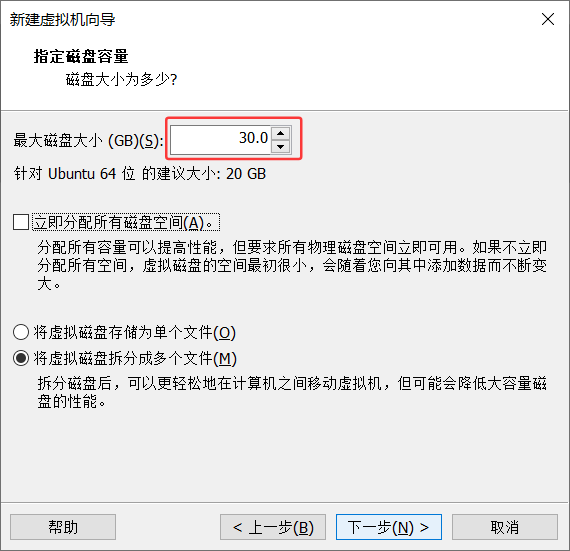 新建虚拟机向导
指定磁盘容量
磁盘大小为多少?
最大磁盘大小 (GB)(S): 30.0
针对 Ubuntu 64 位 的建议大小: 20 GB
立即分配所有磁盘空间(A)。
分配所有容量可以提高性能，但要求所有物理磁盘空间立即可用。如果不立即
分配所有空间，虚拟磁盘的空间最初很小，会随着您向其中添加数据而不断变
大。
将虚拟磁盘存储为单个文件(O)
将虚拟磁盘拆分成多个文件(M)
拆分磁盘后，可以更轻松地在计算机之间移动虚拟机，但可能会降低大容量磁
盘的性能。
帮助 < 上一步(B) 下一步(N) > 取消